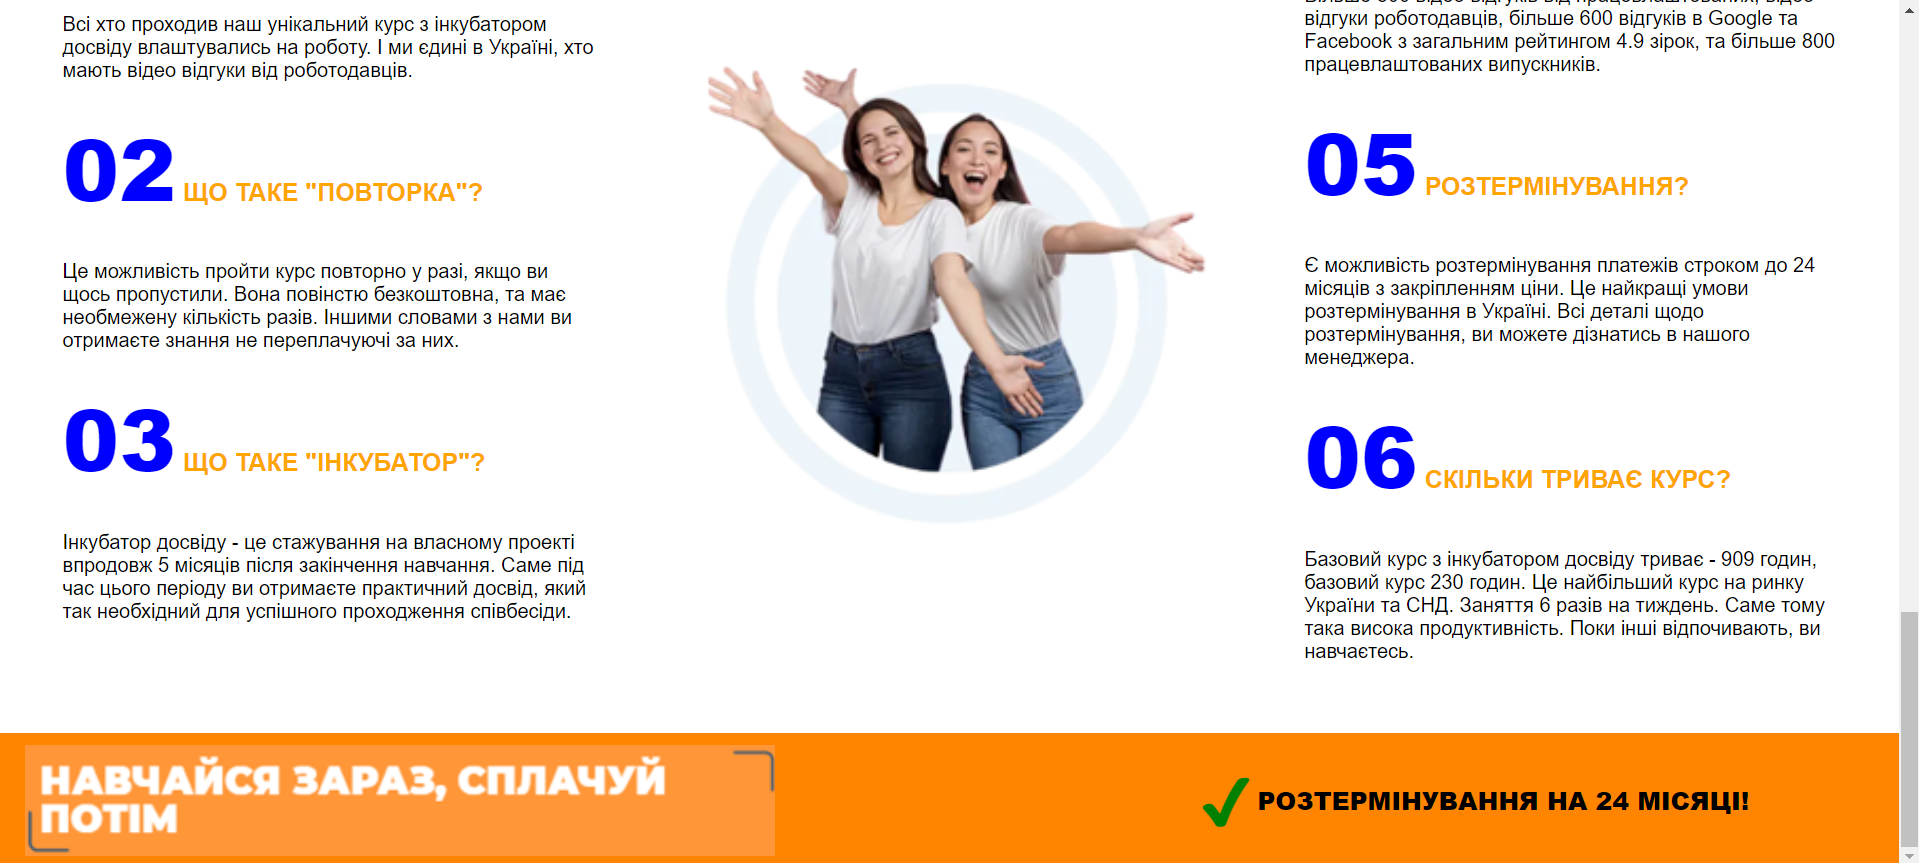 Всі хто проходив наш унікальний курс з інкубатором
досвіду влаштувались на роботу. І ми єдині в Україні, хто
мають відео відгуки від роботодавців.
02 ЩО ТАКЕ "ПОВТОРКА"?
Це можливість пройти курс повторно у разі, якщо ви
щось пропустили. Вона повінстю безкоштовна, та має
необмежену кількість разів. Іншими словами з нами ви
отримаєте знання не переплачуючі за них.
03 ЩО ТАКЕ "ІНКУБАТОР"?
Інкубатор досвіду - це стажування на власному проекті
впродовж 5 місяців після закінчення навчання. Саме під
час цього періоду ви отримаєте практичний досвід, який
так необхідний для успішного проходження співбесіди.
відгуки роботодавців, більше 600 відгуків в Google та
Facebook з загальним рейтингом 4.9 зірок, та більше 800
працевлаштованих випускників.
05 РОЗТЕРМІНУВАННЯ?
Є можливість розтермінування платежів строком до 24
місяців з закріпленням ціни. Це найкращі умови
розтермінування в Україні. Всі деталі щодо
розтермінування, ви можете дізнатись в нашого
менеджера.
06 СКІЛЬКИ ТРИВАЄ КУРС?
Базовий курс з інкубатором досвіду триває - 909 годин,
базовий курс 230 годин. Це найбільший курс на ринку
України та СНД. Заняття 6 разів на тиждень. Саме тому
така висока продуктивність. Поки інші відпочивають, ви
навчаєтесь.
НАВЧАЙСЯ ЗАРАЗ, СПЛАЧУЙ
ПОТІМ
РОЗТЕРМІНУВАННЯ НА 24 МІСЯЦІ!